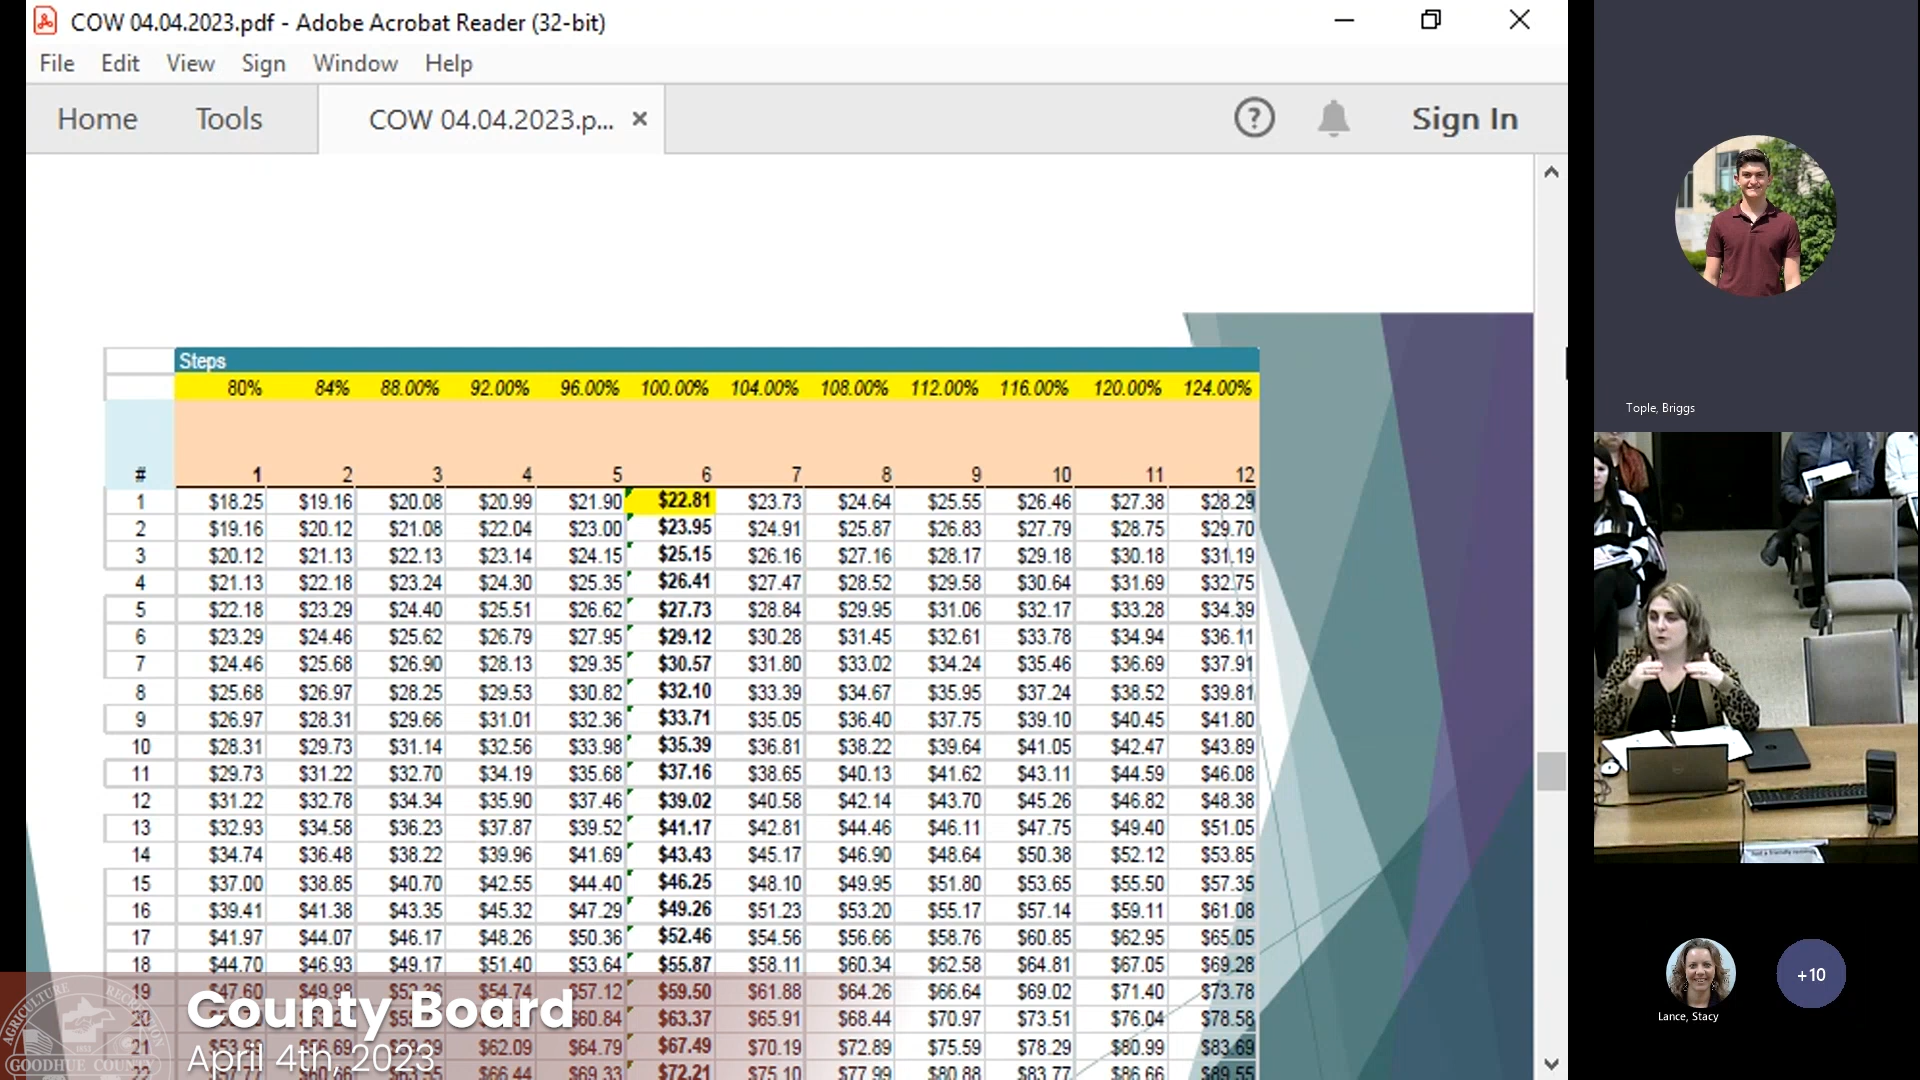 COW 04.04.2023.pdf - Adobe Acrobat Reader (32-bit)
File Edit View Sign Window Help
Home Tools COW 04.04.2023.p... × Sign In
Steps
80% 84% 88.00% 92.00% 96.00% 100.00% 104.00% 108.00% 112.00% 116.00% 120.00% 124.00%
# 1 2 3 4 5 6 7 8 9 10 11 12
1 $18.25 $19.16 $20.08 $20.99 $21.90 $22.81 $23.73 $24.64 $25.55 $26.46 $27.38 $28.29
2 $19.16 $20.12 $21.08 $22.04 $23.00 $23.95 $24.91 $25.87 $26.83 $27.79 $28.75 $29.70
3 $20.12 $21.13 $22.13 $23.14 $24.15 $25.15 $26.16 $27.16 $28.17 $29.18 $30.18 $31.19
4 $21.13 $22.18 $23.24 $24.30 $25.35 $26.41 $27.47 $28.52 $29.58 $30.64 $31.69 $32.75
5 $22.18 $23.29 $24.40 $25.51 $26.62 $27.73 $28.84 $29.95 $31.06 $32.17 $33.28 $34.39
6 $23.29 $24.46 $25.62 $26.79 $27.95 $29.12 $30.28 $31.45 $32.61 $33.78 $34.94 $36.11
7 $24.46 $25.68 $26.90 $28.13 $29.35 $30.57 $31.80 $33.02 $34.24 $35.46 $36.69 $37.91
8 $25.68 $26.97 $28.25 $29.53 $30.82 $32.10 $33.39 $34.67 $35.95 $37.24 $38.52 $39.81
9 $26.97 $28.31 $29.66 $31.01 $32.36 $33.71 $35.05 $36.40 $37.75 $39.10 $40.45 $41.80
10 $28.31 $29.73 $31.14 $32.56 $33.98 $35.39 $36.81 $38.22 $39.64 $41.05 $42.47 $43.89
11 $29.73 $31.22 $32.70 $34.19 $35.68 $37.16 $38.65 $40.13 $41.62 $43.11 $44.59 $46.08
12 $31.22 $32.78 $34.34 $35.90 $37.46 $39.02 $40.58 $42.14 $43.70 $45.26 $46.82 $48.38
13 $32.93 $34.58 $36.23 $37.87 $39.52 $41.17 $42.81 $44.46 $46.11 $47.75 $49.40 $51.05
14 $34.74 $36.48 $38.22 $39.96 $41.69 $43.43 $45.17 $46.90 $48.64 $50.38 $52.12 $53.85
15 $37.00 $38.85 $40.70 $42.55 $44.40 $46.25 $48.10 $49.95 $51.80 $53.65 $55.50 $57.35
16 $39.41 $41.38 $43.35 $45.32 $47.29 $49.26 $51.23 $53.20 $55.17 $57.14 $59.11 $61.08
17 $41.97 $44.07 $46.17 $48.26 $50.36 $52.46 $54.56 $56.66 $58.76 $60.85 $62.95 $65.05
18 $44.70 $46.93 $49.17 $51.40 $53.64 $55.87 $58.11 $60.34 $62.58 $64.81 $67.05 $69.28
19 $47.60 $54.74 $57.12 $59.50 $61.88 $64.26 $66.64 $69.02 $71.40 $73.78
20 $60.84 $63.37 $65.91 $68.44 $70.97 $73.51 $76.04 $78.58
21 $62.09 $64.79 $67.49 $70.19 $72.89 $75.59 $78.29 $80.99 $83.69
$66.44 $69.33 $72.21 $75.10 $77.99 $80.88 $83.77 $86.66 $89.55
County Board
April 4th, 2023
AGRICULTURE RECREATION
GOODHUE COUNTY
Tople, Briggs
Lance, Stacy
+10